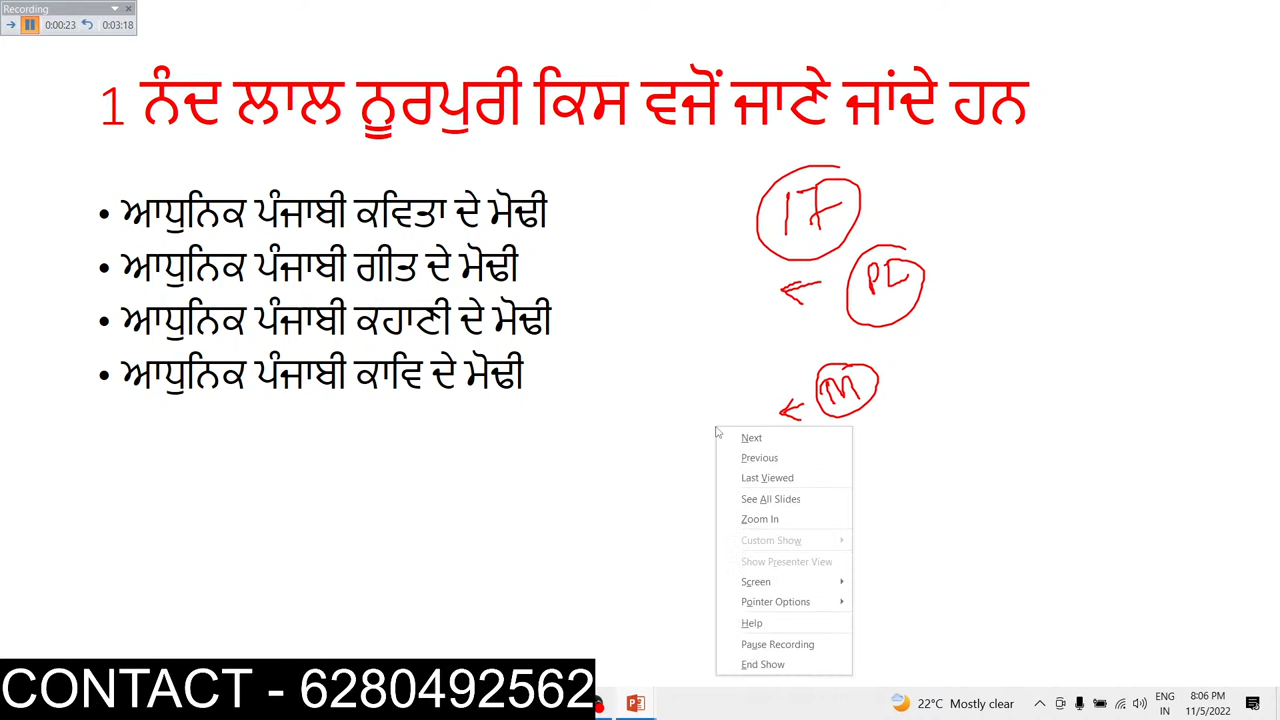 Recording
0:00:23 0:03:18
1 ਨੰਦ ਲਾਲ ਨੂਰਪੁਰੀ ਕਿਸ ਵਜੋਂ ਜਾਣੇ ਜਾਂਦੇ ਹਨ
• ਆਧੁਨਿਕ ਪੰਜਾਬੀ ਕਵਿਤਾ ਦੇ ਮੋਢੀ
• ਆਧੁਨਿਕ ਪੰਜਾਬੀ ਗੀਤ ਦੇ ਮੋਢੀ
• ਆਧੁਨਿਕ ਪੰਜਾਬੀ ਕਹਾਣੀ ਦੇ ਮੋਢੀ
• ਆਧੁਨਿਕ ਪੰਜਾਬੀ ਕਾਵਿ ਦੇ ਮੋਢੀ
17
M
Next
Previous
Last Viewed
See All Slides
Zoom In
Custom Show
Show Presenter View
Screen
Pointer Options
Help
Pause Recording
End Show
CONTACT - 6280492562
22°C Mostly clear
ENG
IN
8:06 PM
11/5/2022